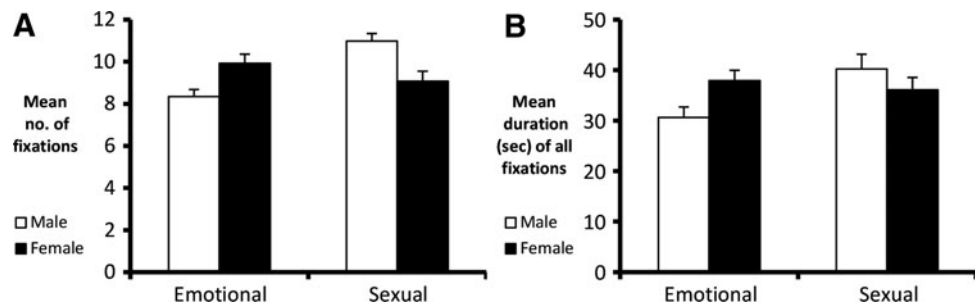 A
12
10
8
6
4
2
0
Mean
no. of
fixations
Male
Female
Emotional
Sexual
B
50
40
30
20
10
0
Mean
duration
(sec) of all
fixations
Male
Female
Emotional
Sexual